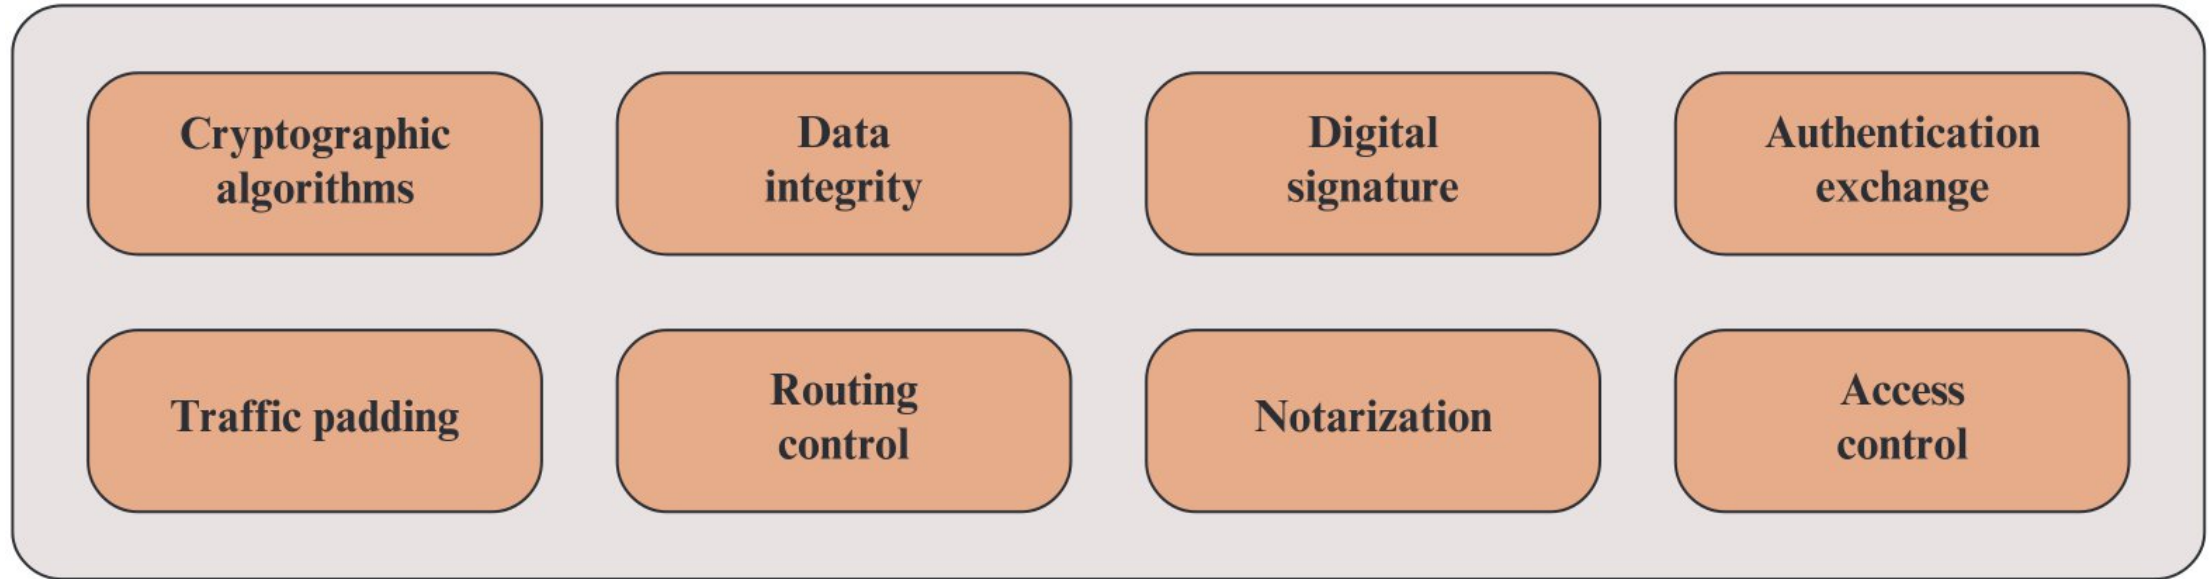 Cryptographic
algorithms
Data
integrity
Digital
signature
Authentication
exchange
Traffic padding
Routing
control
Notarization
Access
control